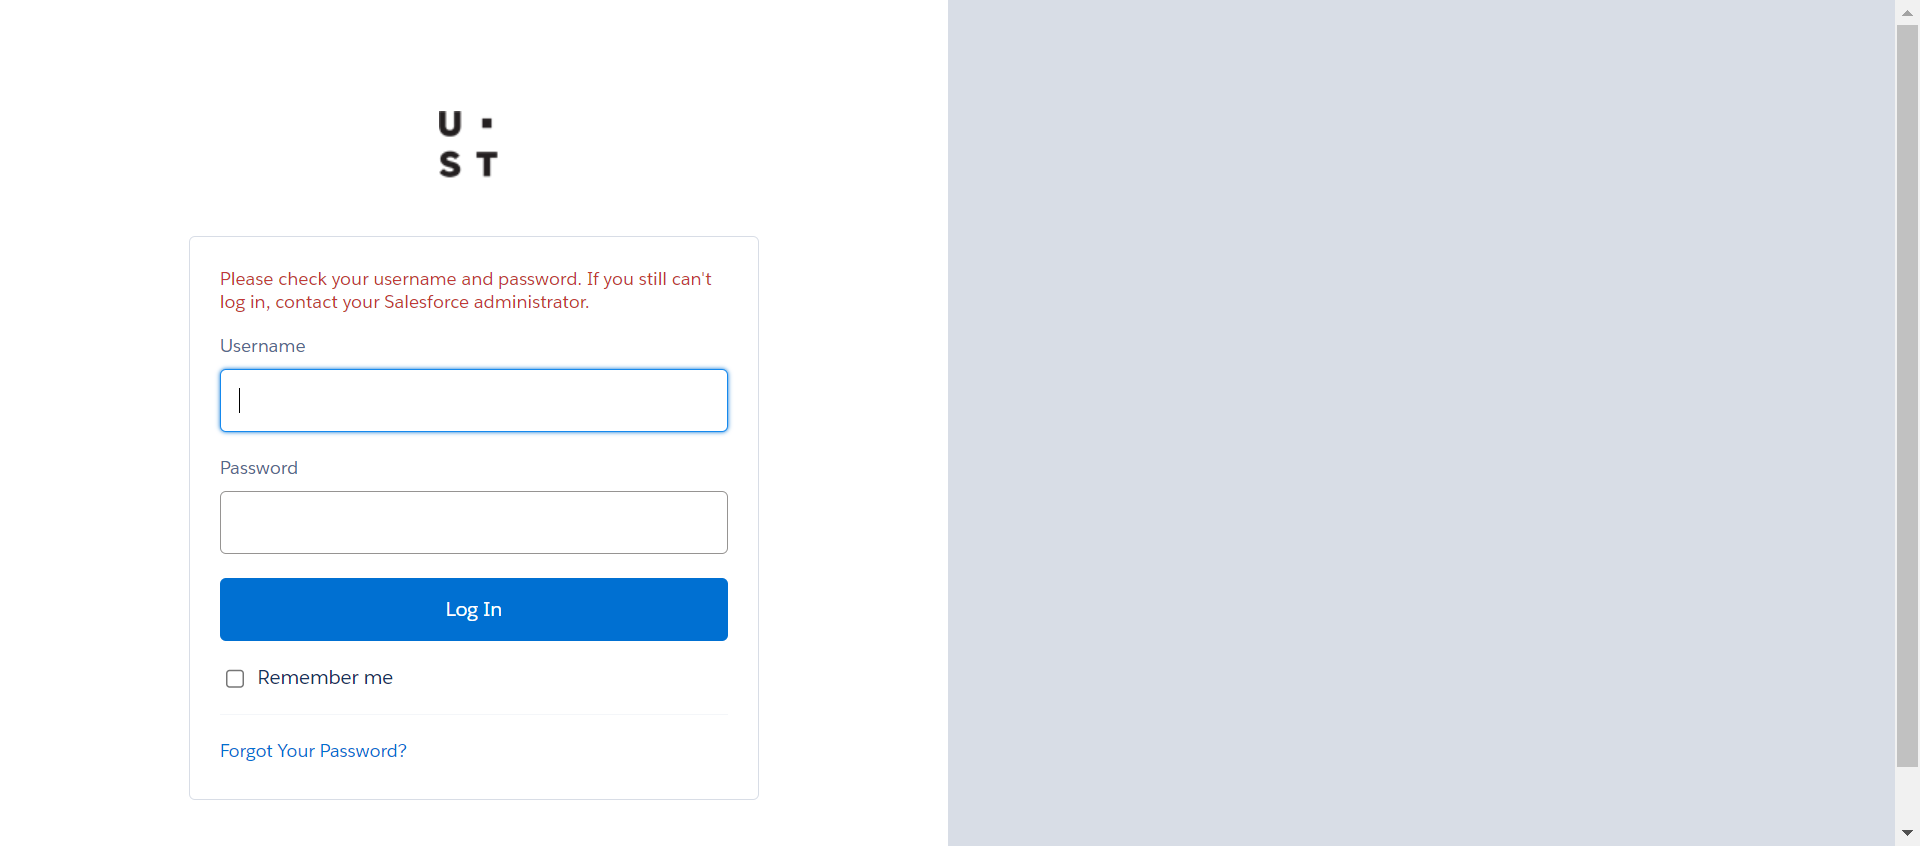 U ·
S T
Please check your username and password. If you still can't
log in, contact your Salesforce administrator.
Username
Password
Log In
Remember me
Forgot Your Password?